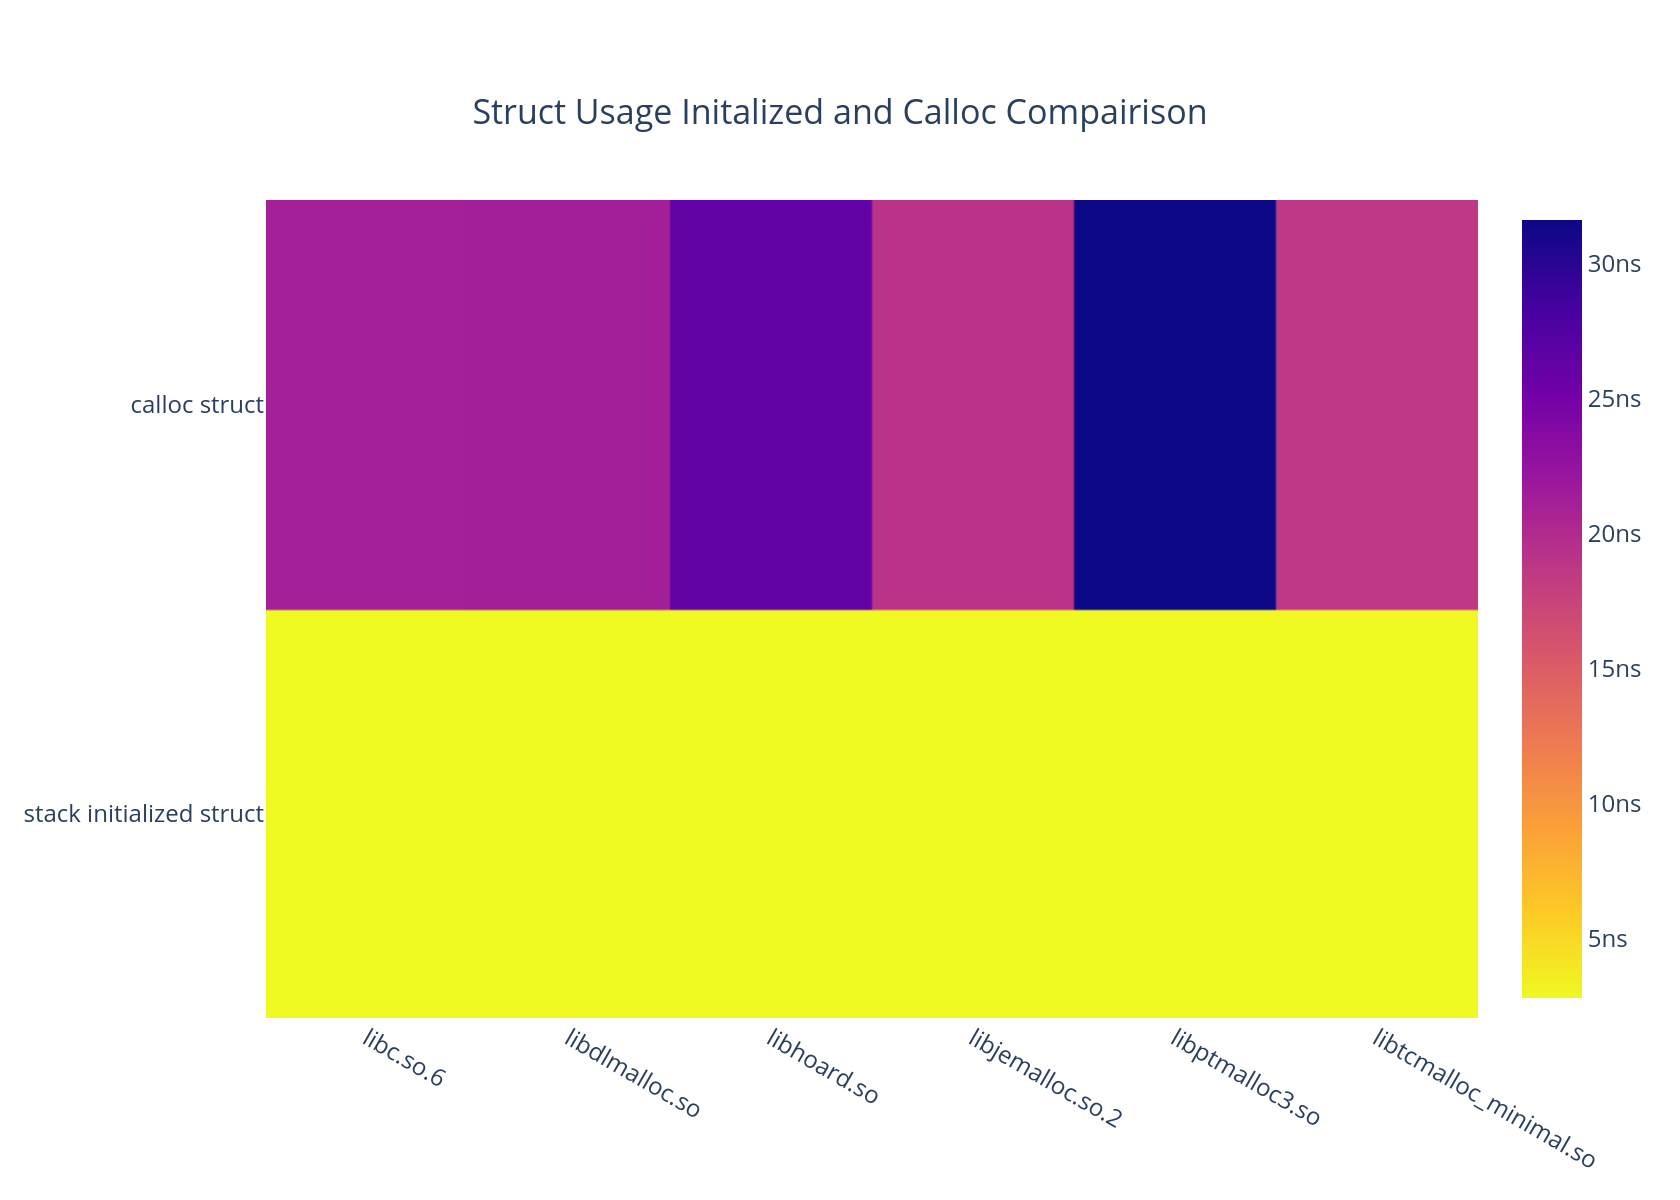 Struct Usage Initalized and Calloc Compairison
calloc struct
stack initialized struct
libc.so.6
libdlmalloc.so
libhoard.so
libjemalloc.so.2
libptmalloc3.so
libtcmalloc_minimal.so
30ns
25ns
20ns
15ns
10ns
5ns